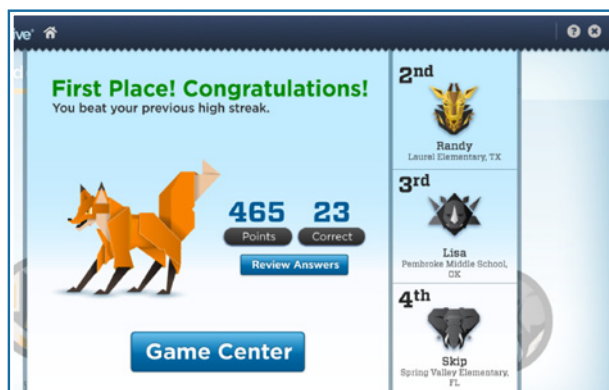 ive
First Place! Congratulations!
You beat your previous high streak.
465 23
Points Correct
Review Answers
Game Center
2nd
Randy
Laurel Elementary, TX
3rd
Lisa
Pembroke Middle School,
OK
4th
Skip
Spring Valley Elementary,
FL